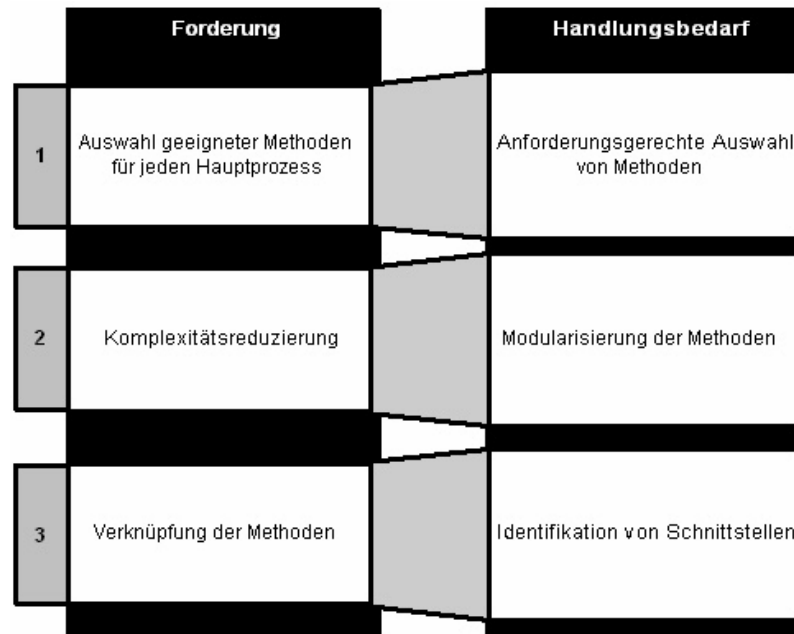 Forderung
Handlungsbedarf
1
Auswahl geeigneter Methoden
für jeden Hauptprozess
Anforderungsgerechte Auswahl
von Methoden
2
Komplexitätsreduzierung
Modularisierung der Methoden
3
Verknüpfung der Methoden
Identifikation von Schnittstellen